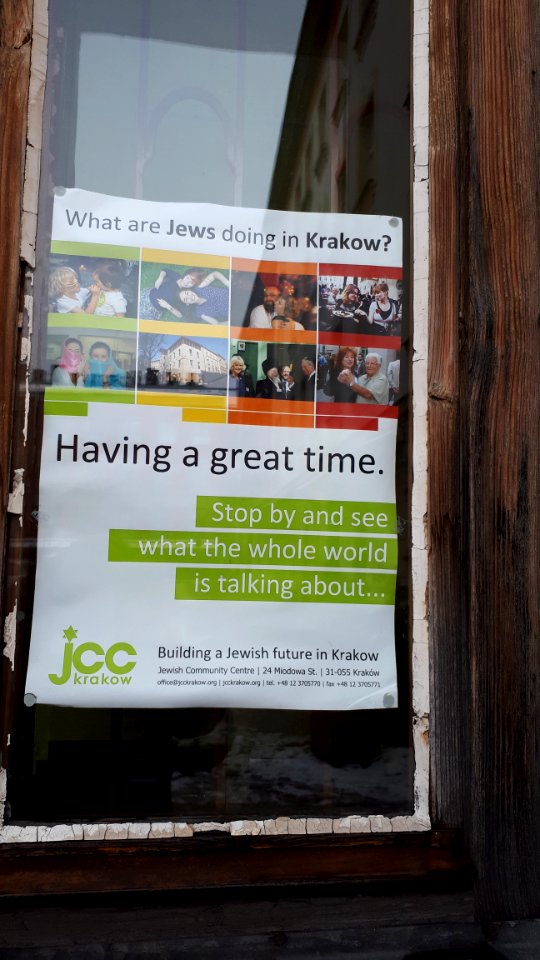 What are Jews doing in Krakow?
Having a great time.
Stop by and see
what the whole world
is talking about...
jcc
krakow
Building a Jewish future in Krakow
Jewish Community Centre | 24 Miodowa St. | 31-055 Kraków
office@jcckrakow.org | jcckrakow.org | tel. +48 12 3705770 | fax +48 12 3705771